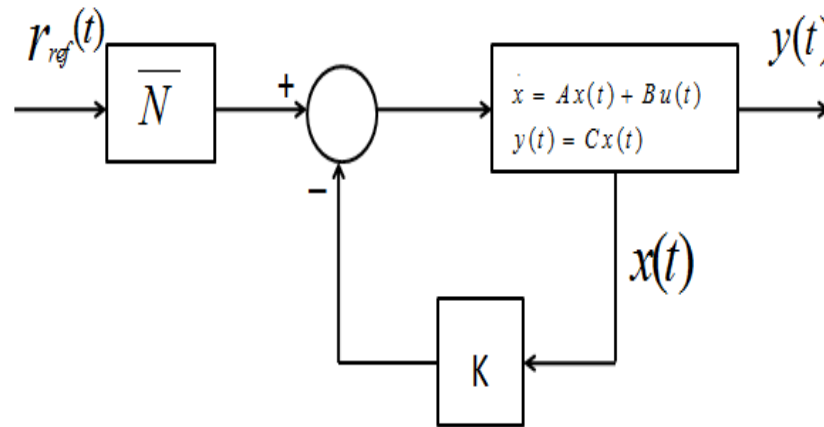 r_ref(t)
N̅
+
ẋ = Ax(t) + Bu(t)
y(t) = Cx(t)
y(t)
−
x(t)
K